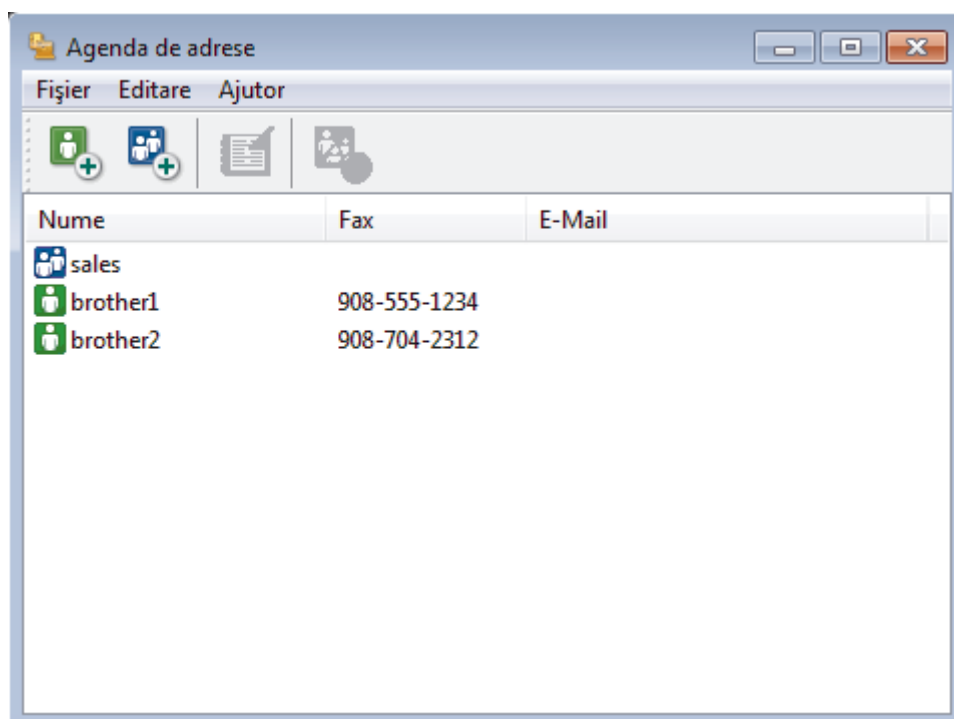 Agenda de adrese
Fişier Editare Ajutor
Nume Fax E-Mail
sales
brother1 908-555-1234
brother2 908-704-2312